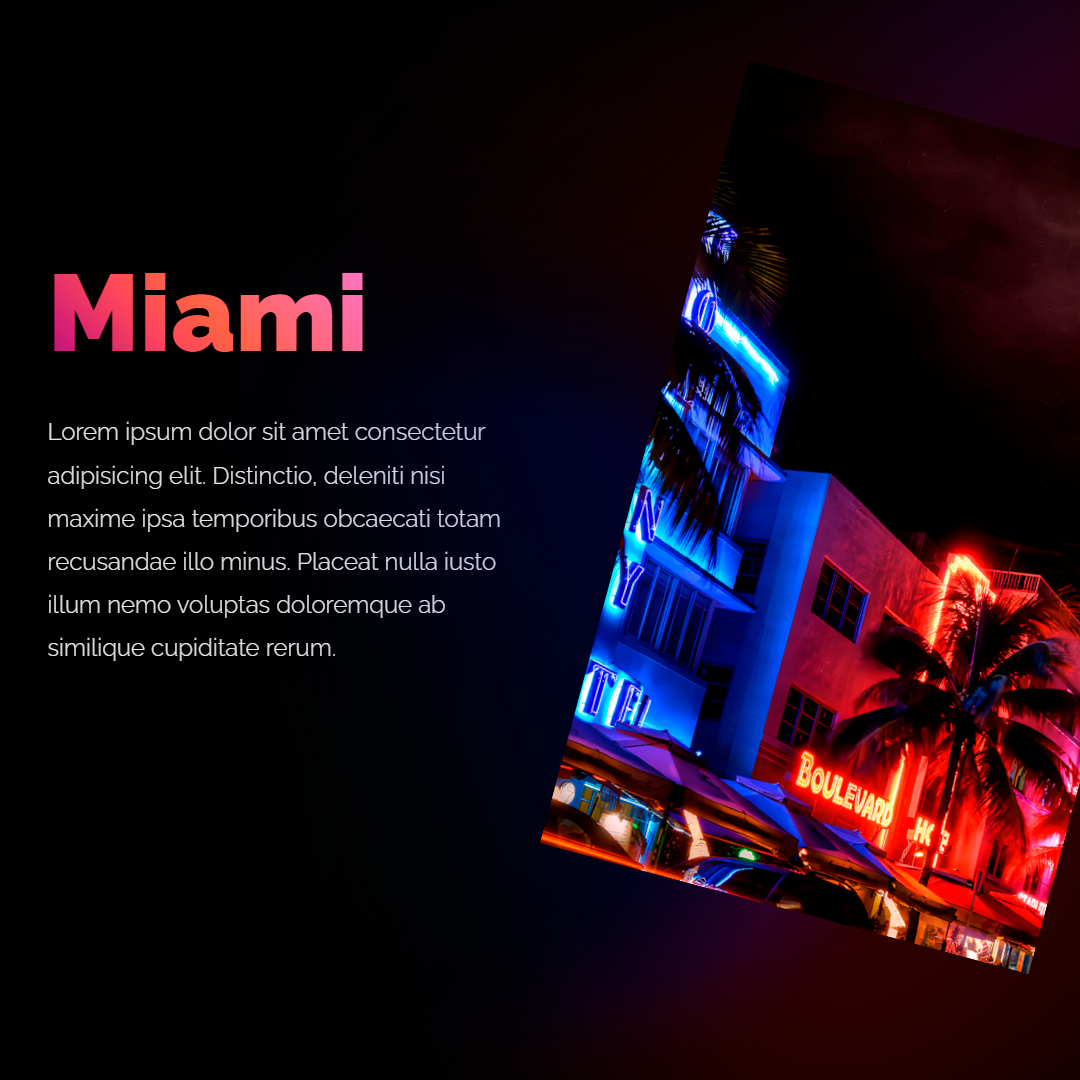 Miami
Lorem ipsum dolor sit amet consectetur
adipisicing elit. Distinctio, deleniti nisi
maxime ipsa temporibus obcaecati totam
recusandae illo minus. Placeat nulla iusto
illum nemo voluptas doloremque ab
similique cupiditate rerum.
BOULEVARD